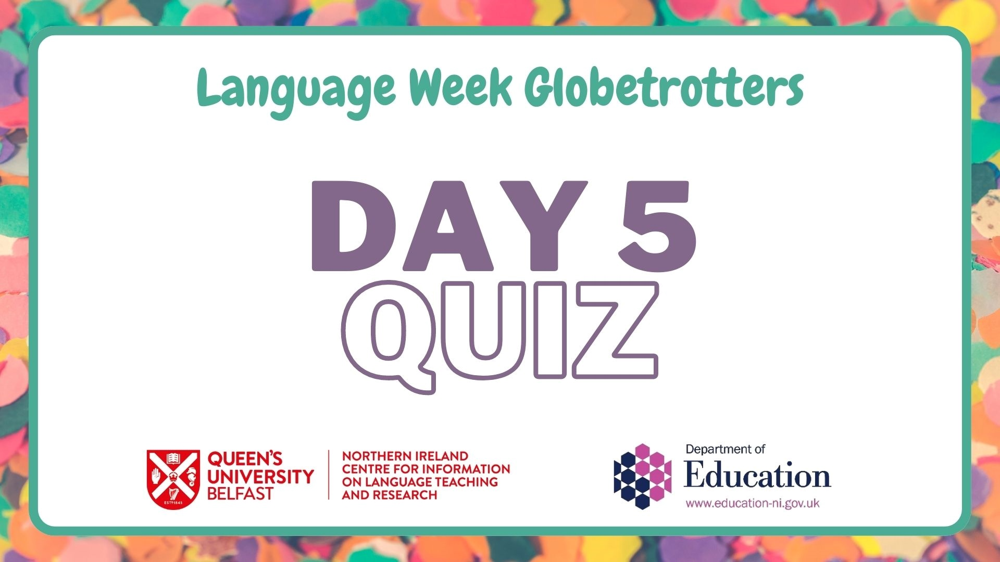 Language Week Globetrotters
DAY 5
QUIZ
QUEEN'S
UNIVERSITY
BELFAST
ESTD 1845
NORTHERN IRELAND
CENTRE FOR INFORMATION
ON LANGUAGE TEACHING
AND RESEARCH
Department of
Education
www.education-ni.gov.uk